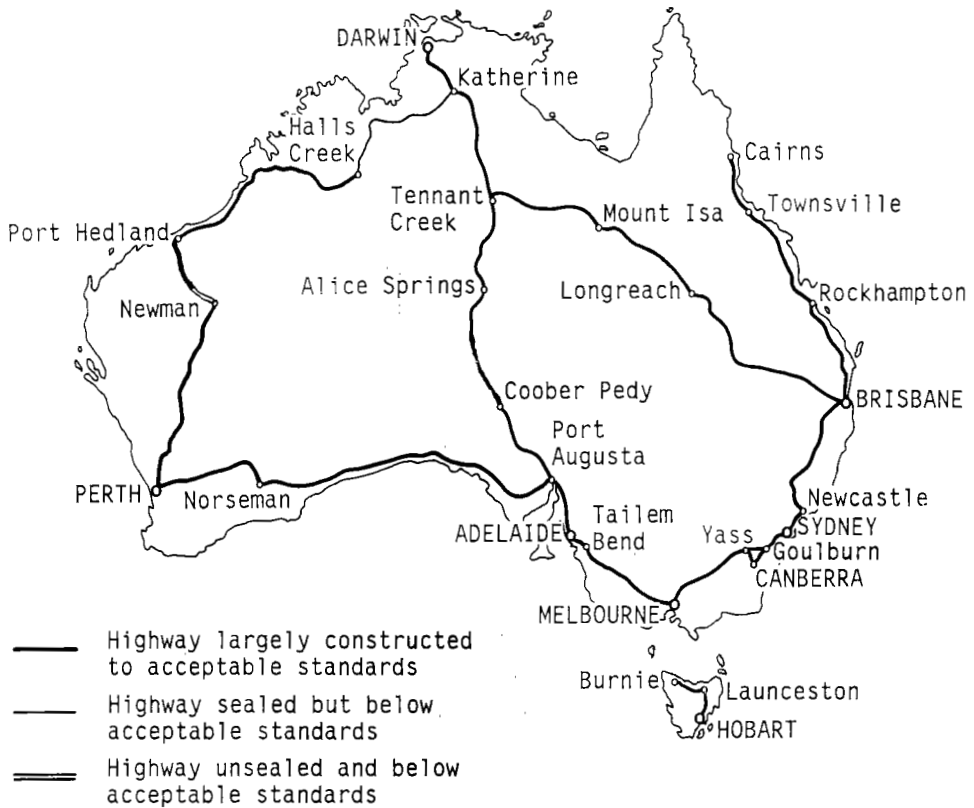 DARWIN
Katherine
Halls
Creek
Cairns
Tennant
Creek
Mount Isa
Townsville
Port Hedland
Alice Springs
Longreach
Rockhampton
Newman
Coober Pedy
BRISBANE
Port
Augusta
PERTH
Norseman
Newcastle
ADELAIDE
Tailem
Bend
Yass
SYDNEY
Goulburn
CANBERRA
MELBOURNE
Burnie
Launceston
HOBART
Highway largely constructed
to acceptable standards
Highway sealed but below
acceptable standards
Highway unsealed and below
acceptable standards